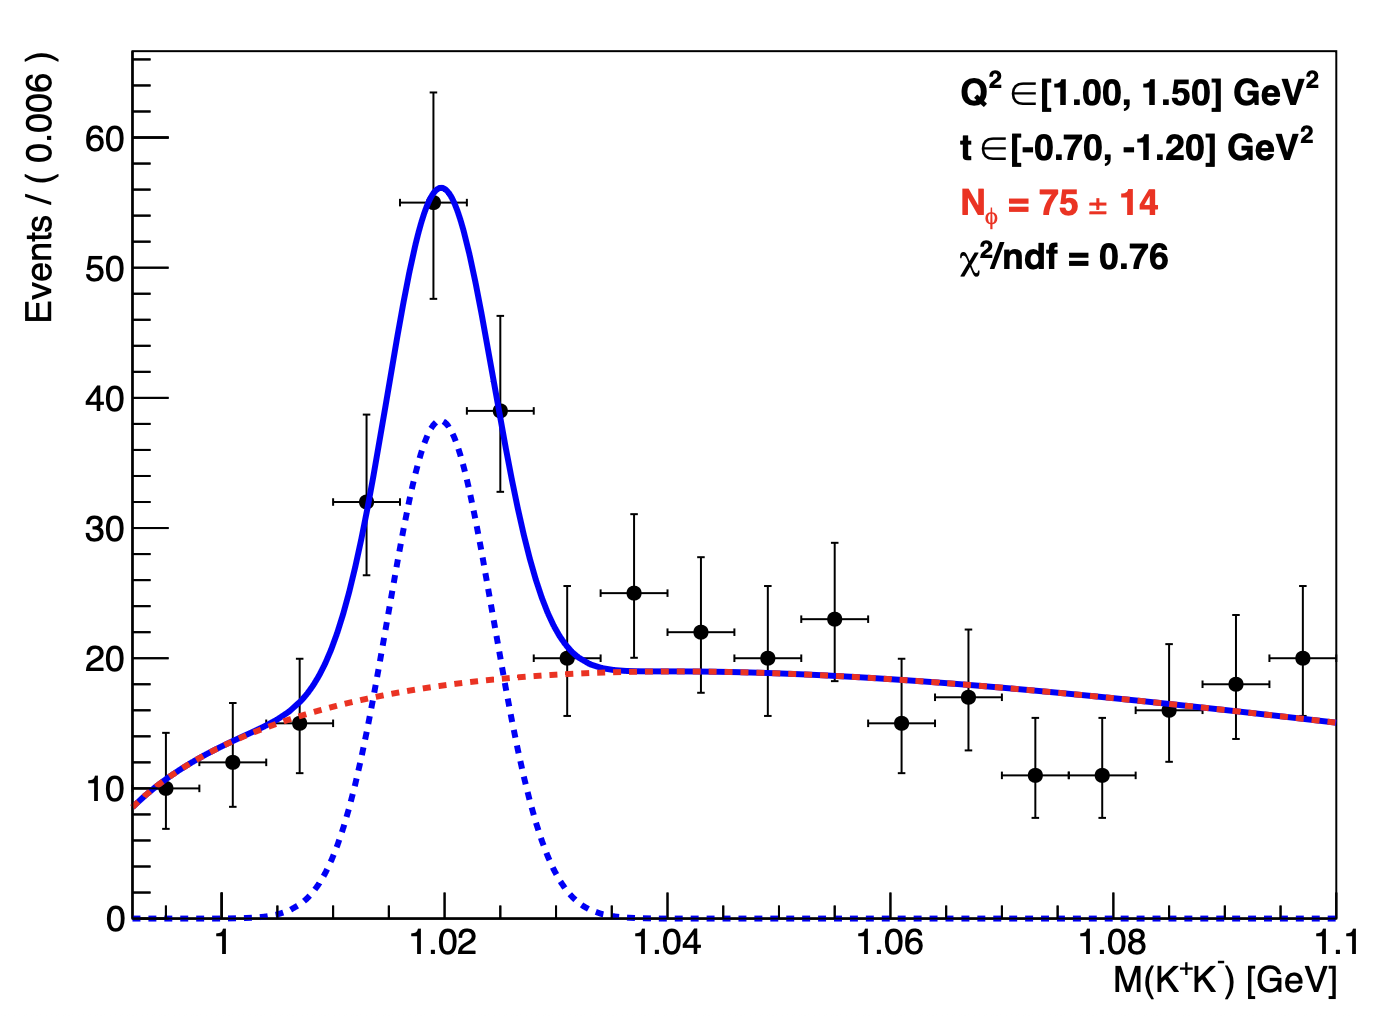 Events / ( 0.006 )
60
50
40
30
20
10
0
Q² ∈[1.00, 1.50] GeV²
t ∈[-0.70, -1.20] GeV²
N_ϕ = 75 ± 14
χ²/ndf = 0.76
1 1.02 1.04 1.06 1.08 1.1
M(K⁺K⁻) [GeV]